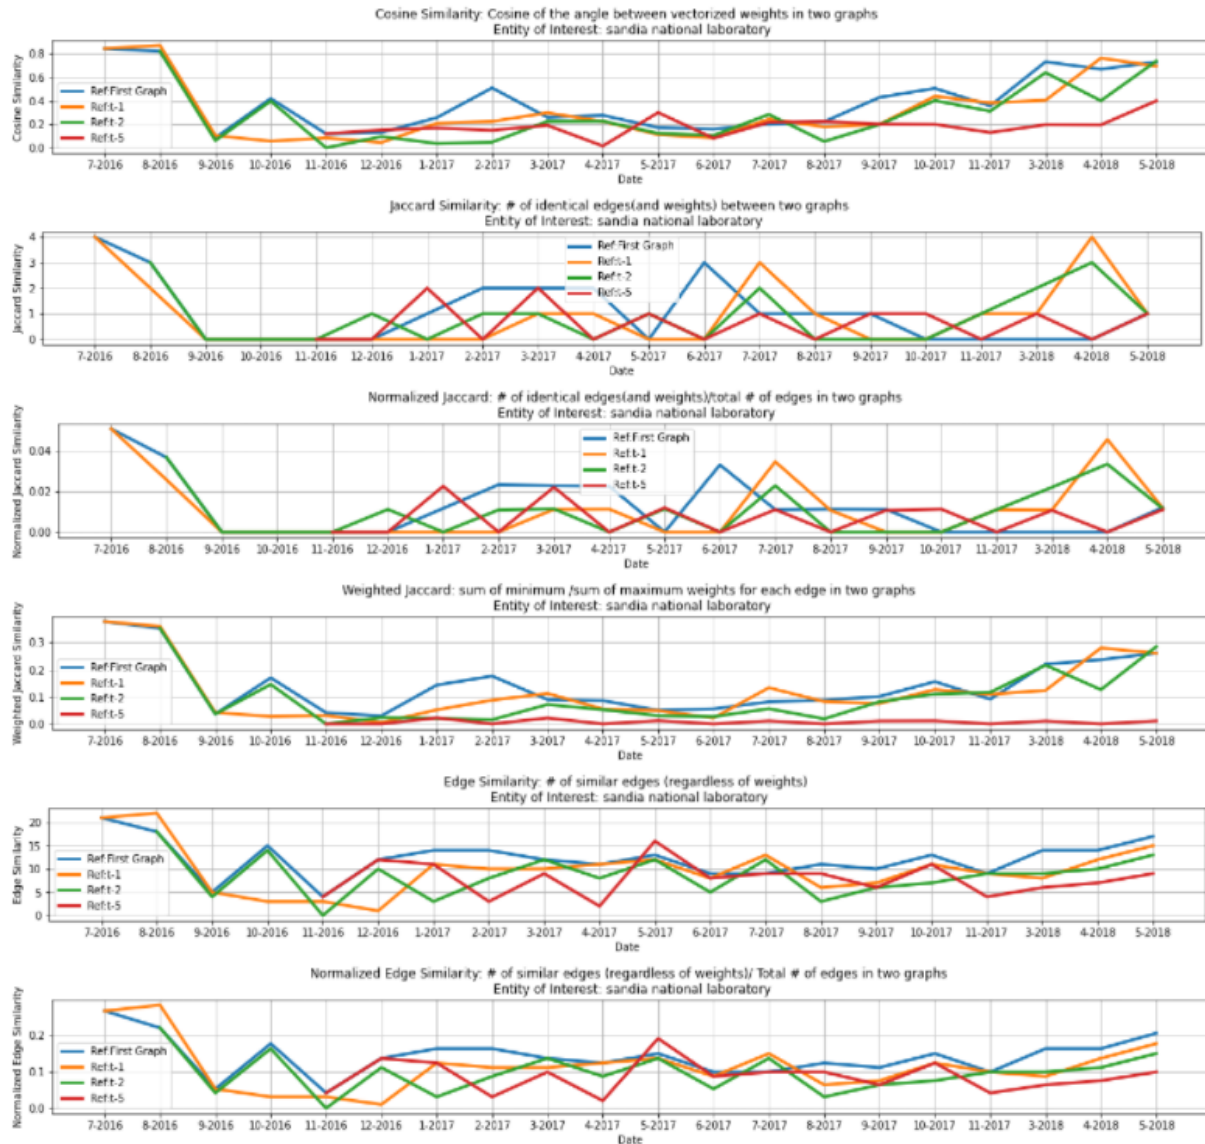 Cosine Similarity: Cosine of the angle between vectorized weights in two graphs
Entity of Interest: sandia national laboratory
Cosine Similarity
0.8
0.6
0.4
0.2
0.0
Ref:First Graph
Ref:t-1
Ref:t-2
Ref:t-5
7-2016 8-2016 9-2016 10-2016 11-2016 12-2016 1-2017 2-2017 3-2017 4-2017 5-2017 6-2017 7-2017 8-2017 9-2017 10-2017 11-2017 3-2018 4-2018 5-2018
Date
Jaccard Similarity: # of identical edges(and weights) between two graphs
Entity of Interest: sandia national laboratory
Jaccard Similarity
4
3
2
1
0
Ref:First Graph
Ref:t-1
Ref:t-2
Ref:t-5
7-2016 8-2016 9-2016 10-2016 11-2016 12-2016 1-2017 2-2017 3-2017 4-2017 5-2017 6-2017 7-2017 8-2017 9-2017 10-2017 11-2017 3-2018 4-2018 5-2018
Date
Normalized Jaccard: # of identical edges(and weights)/total # of edges in two graphs
Entity of Interest: sandia national laboratory
Normalized Jaccard Similarity
0.04
0.02
0.00
Ref:First Graph
Ref:t-1
Ref:t-2
Ref:t-5
7-2016 8-2016 9-2016 10-2016 11-2016 12-2016 1-2017 2-2017 3-2017 4-2017 5-2017 6-2017 7-2017 8-2017 9-2017 10-2017 11-2017 3-2018 4-2018 5-2018
Date
Weighted Jaccard: sum of minimum /sum of maximum weights for each edge in two graphs
Entity of Interest: sandia national laboratory
Weighted Jaccard Similarity
0.3
0.2
0.1
0.0
Ref:First Graph
Ref:t-1
Ref:t-2
Ref:t-5
7-2016 8-2016 9-2016 10-2016 11-2016 12-2016 1-2017 2-2017 3-2017 4-2017 5-2017 6-2017 7-2017 8-2017 9-2017 10-2017 11-2017 3-2018 4-2018 5-2018
Date
Edge Similarity: # of similar edges (regardless of weights)
Entity of Interest: sandia national laboratory
Edge Similarity
20
15
10
5
0
Ref:First Graph
Ref:t-1
Ref:t-2
Ref:t-5
7-2016 8-2016 9-2016 10-2016 11-2016 12-2016 1-2017 2-2017 3-2017 4-2017 5-2017 6-2017 7-2017 8-2017 9-2017 10-2017 11-2017 3-2018 4-2018 5-2018
Date
Normalized Edge Similarity: # of similar edges (regardless of weights)/ Total # of edges in two graphs
Entity of Interest: sandia national laboratory
Normalized Edge Similarity
0.2
0.1
0.0
Ref:First Graph
Ref:t-1
Ref:t-2
Ref:t-5
7-2016 8-2016 9-2016 10-2016 11-2016 12-2016 1-2017 2-2017 3-2017 4-2017 5-2017 6-2017 7-2017 8-2017 9-2017 10-2017 11-2017 3-2018 4-2018 5-2018
Date